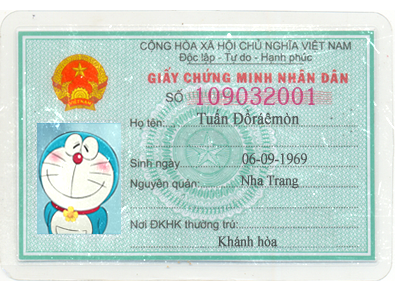 CỘNG HÒA XÃ HỘI CHỦ NGHĨA VIỆT NAM
Độc lập - Tự do - Hạnh phúc
GIẤY CHỨNG MINH NHÂN DÂN
SỐ 109032001
Họ tên: Tuấn Đôráêmòn
Sinh ngày 06-09-1969
Nguyên quán: Nha Trang
Nơi ĐKHK thường trú:
Khánh hòa